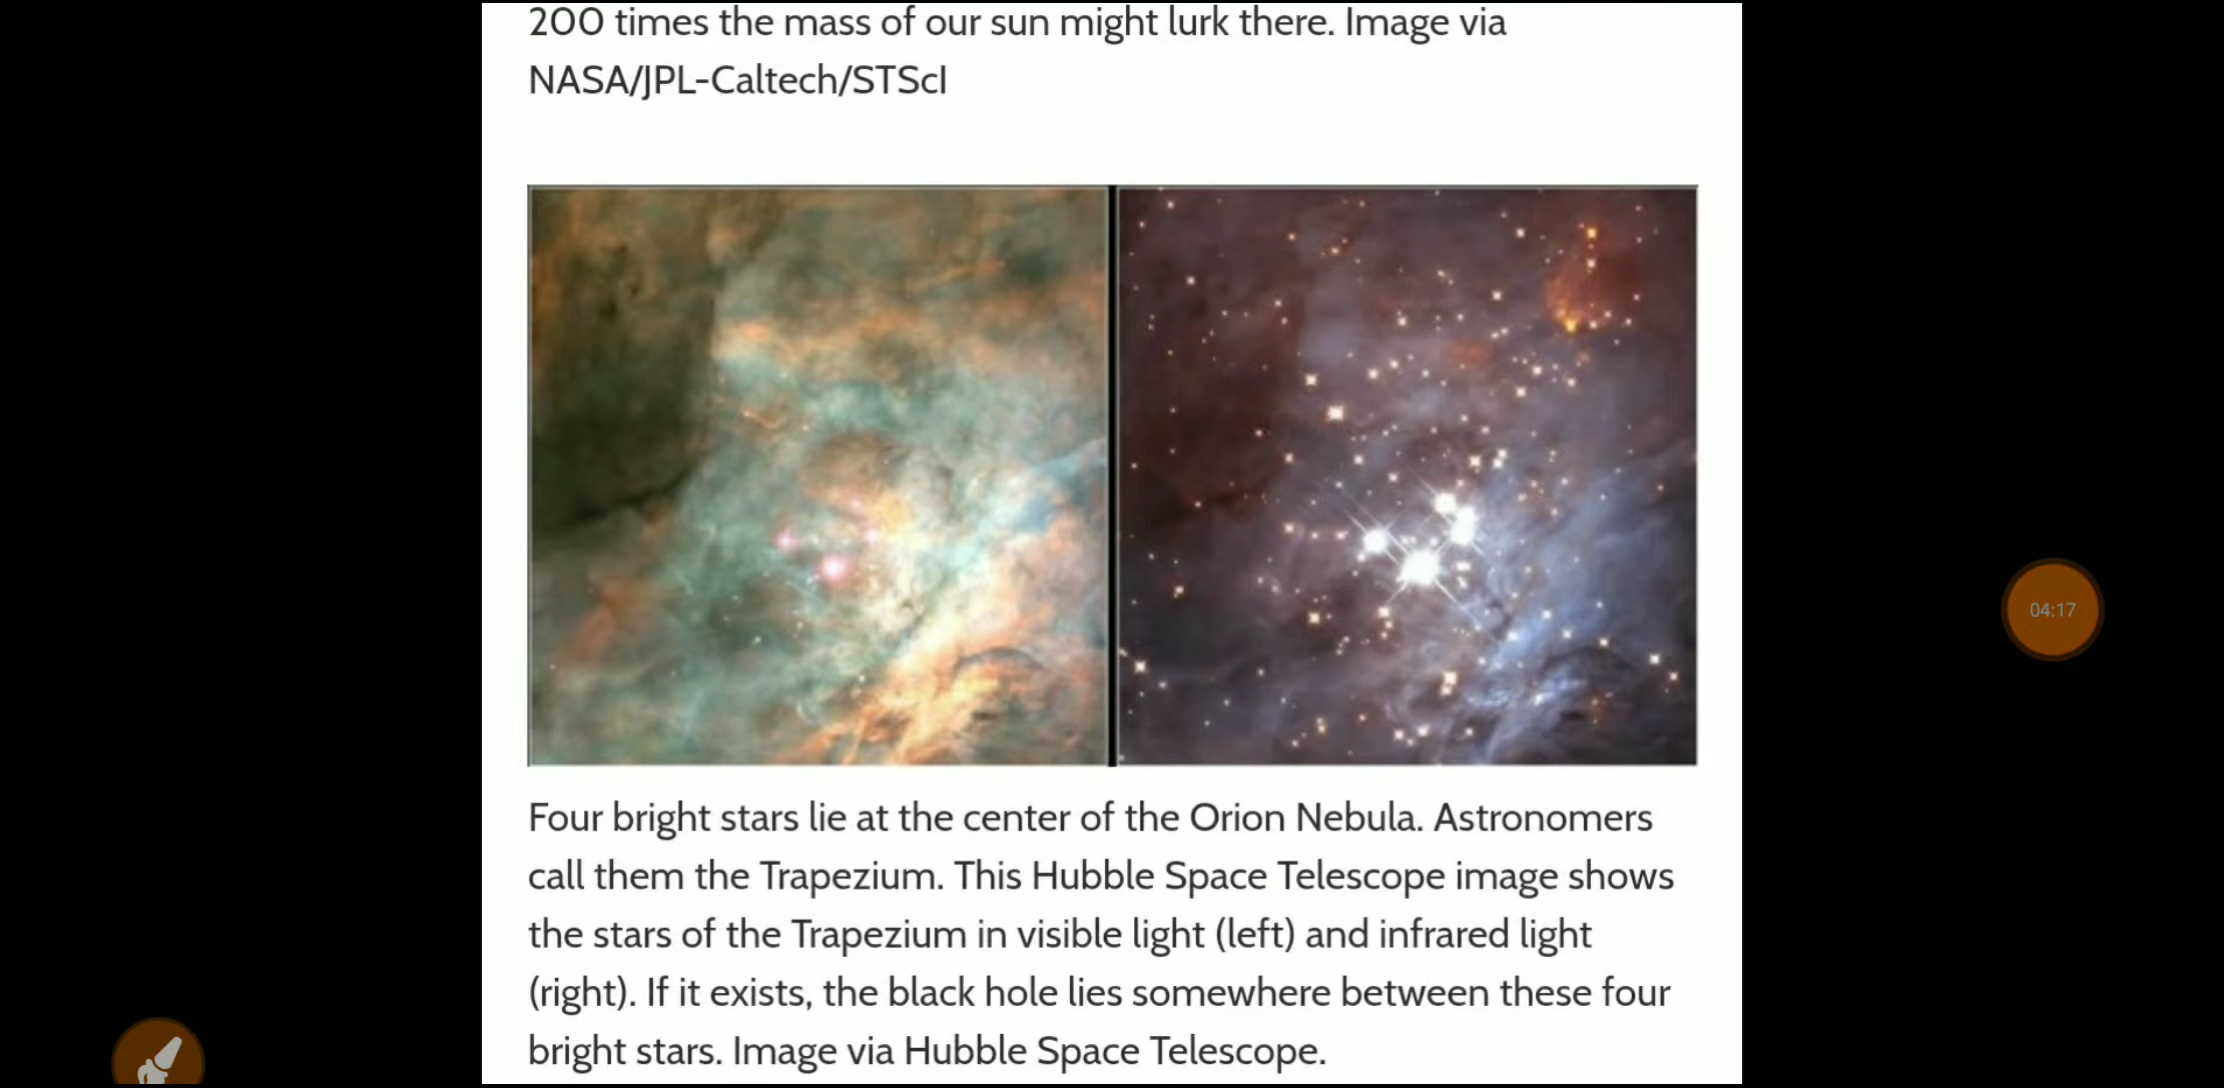 200 times the mass of our sun might lurk there. Image via
NASA/JPL-Caltech/STScI
Four bright stars lie at the center of the Orion Nebula. Astronomers
call them the Trapezium. This Hubble Space Telescope image shows
the stars of the Trapezium in visible light (left) and infrared light
(right). If it exists, the black hole lies somewhere between these four
bright stars. Image via Hubble Space Telescope.
04:17